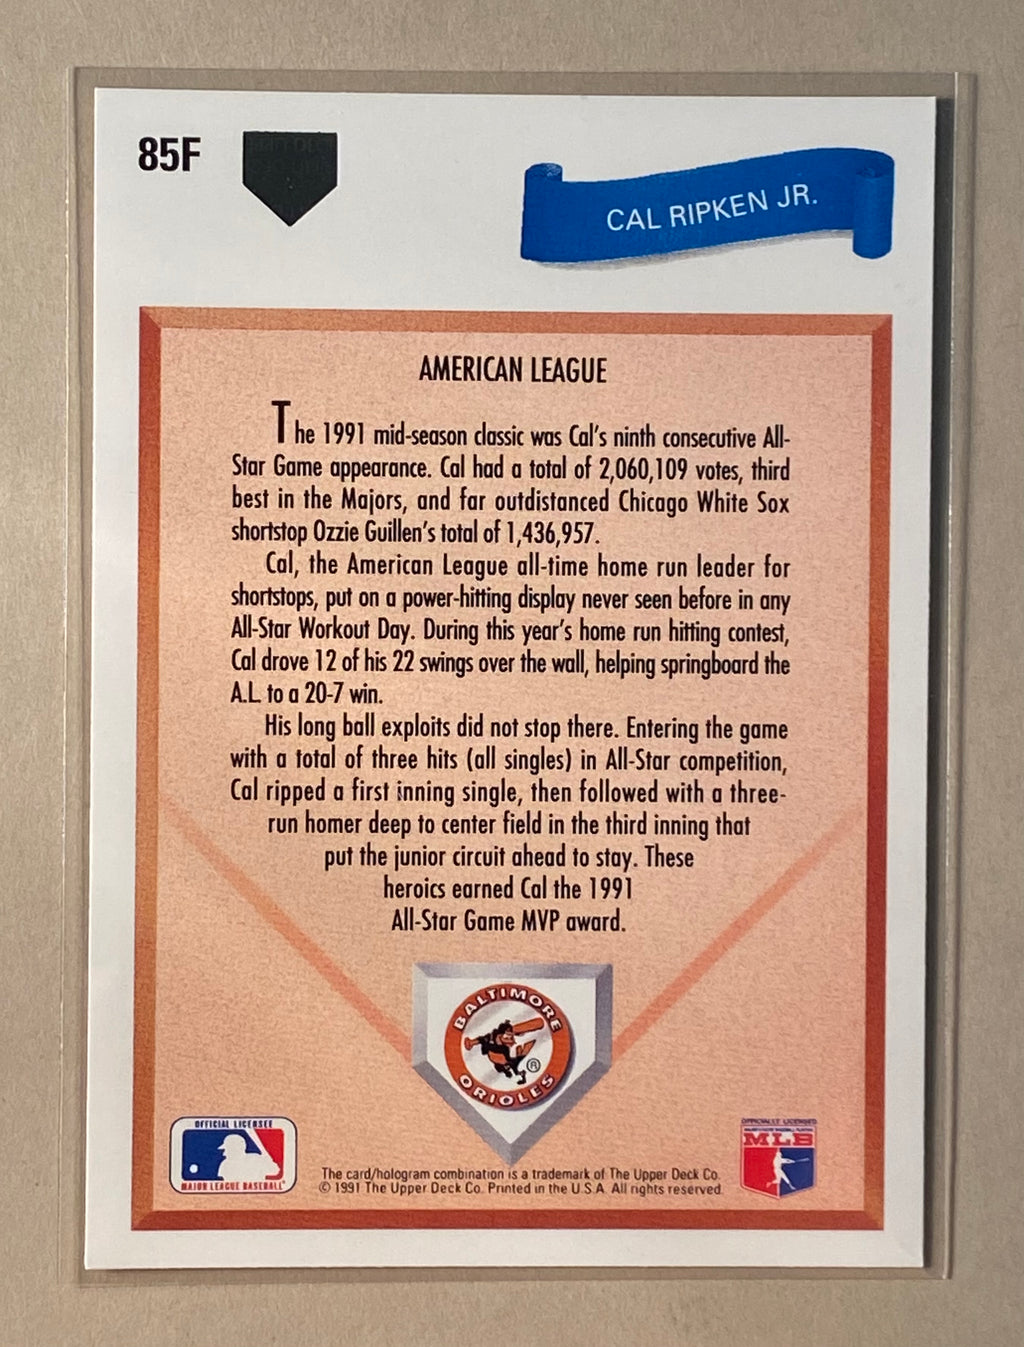 85F
CAL RIPKEN JR.
AMERICAN LEAGUE
The 1991 mid-season classic was Cal's ninth consecutive All-
Star Game appearance. Cal had a total of 2,060,109 votes, third
best in the Majors, and far outdistanced Chicago White Sox
shortstop Ozzie Guillen's total of 1,436,957.
Cal, the American League all-time home run leader for
shortstops, put on a power-hitting display never seen before in any
All-Star Workout Day. During this year's home run hitting contest,
Cal drove 12 of his 22 swings over the wall, helping springboard the
A.L. to a 20-7 win.
His long ball exploits did not stop there. Entering the game
with a total of three hits (all singles) in All-Star competition,
Cal ripped a first inning single, then followed with a three-
run homer deep to center field in the third inning that
put the junior circuit ahead to stay. These
heroics earned Cal the 1991
All-Star Game MVP award.
BALTIMORE
ORIOLES
®
OFFICIAL LICENSEE
MAJOR LEAGUE BASEBALL
The card/hologram combination is a trademark of The Upper Deck Co.
© 1991 The Upper Deck Co. Printed in the U.S.A. All rights reserved.
OFFICIALLY LICENSED
MLB